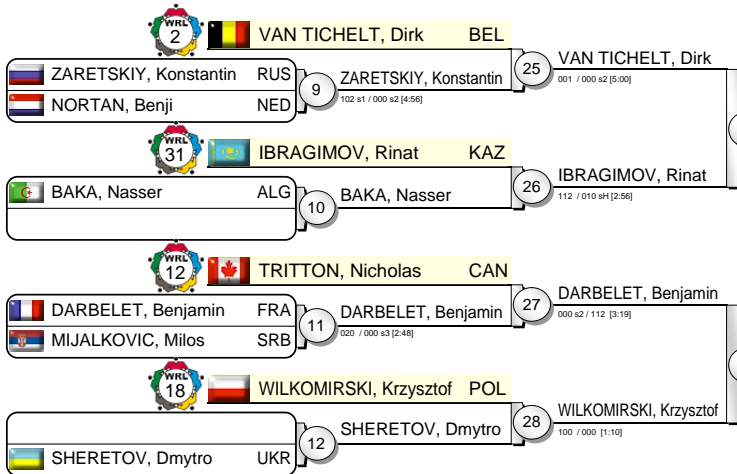 WRL 2 VAN TICHELT, Dirk BEL
ZARETSKIY, Konstantin RUS
NORTAN, Benji NED
9 ZARETSKIY, Konstantin
102 s1 / 000 s2 [4:56]
25 VAN TICHELT, Dirk
001 / 000 s2 [5:00]
WRL 31 IBRAGIMOV, Rinat KAZ
BAKA, Nasser ALG
10 BAKA, Nasser
26 IBRAGIMOV, Rinat
112 / 010 sH [2:56]
WRL 12 TRITTON, Nicholas CAN
DARBELET, Benjamin FRA
MIJALKOVIC, Milos SRB
11 DARBELET, Benjamin
020 / 000 s3 [2:48]
27 DARBELET, Benjamin
000 s2 / 112 [3:19]
WRL 18 WILKOMIRSKI, Krzysztof POL
SHERETOV, Dmytro UKR
12 SHERETOV, Dmytro
28 WILKOMIRSKI, Krzysztof
100 / 000 [1:10]